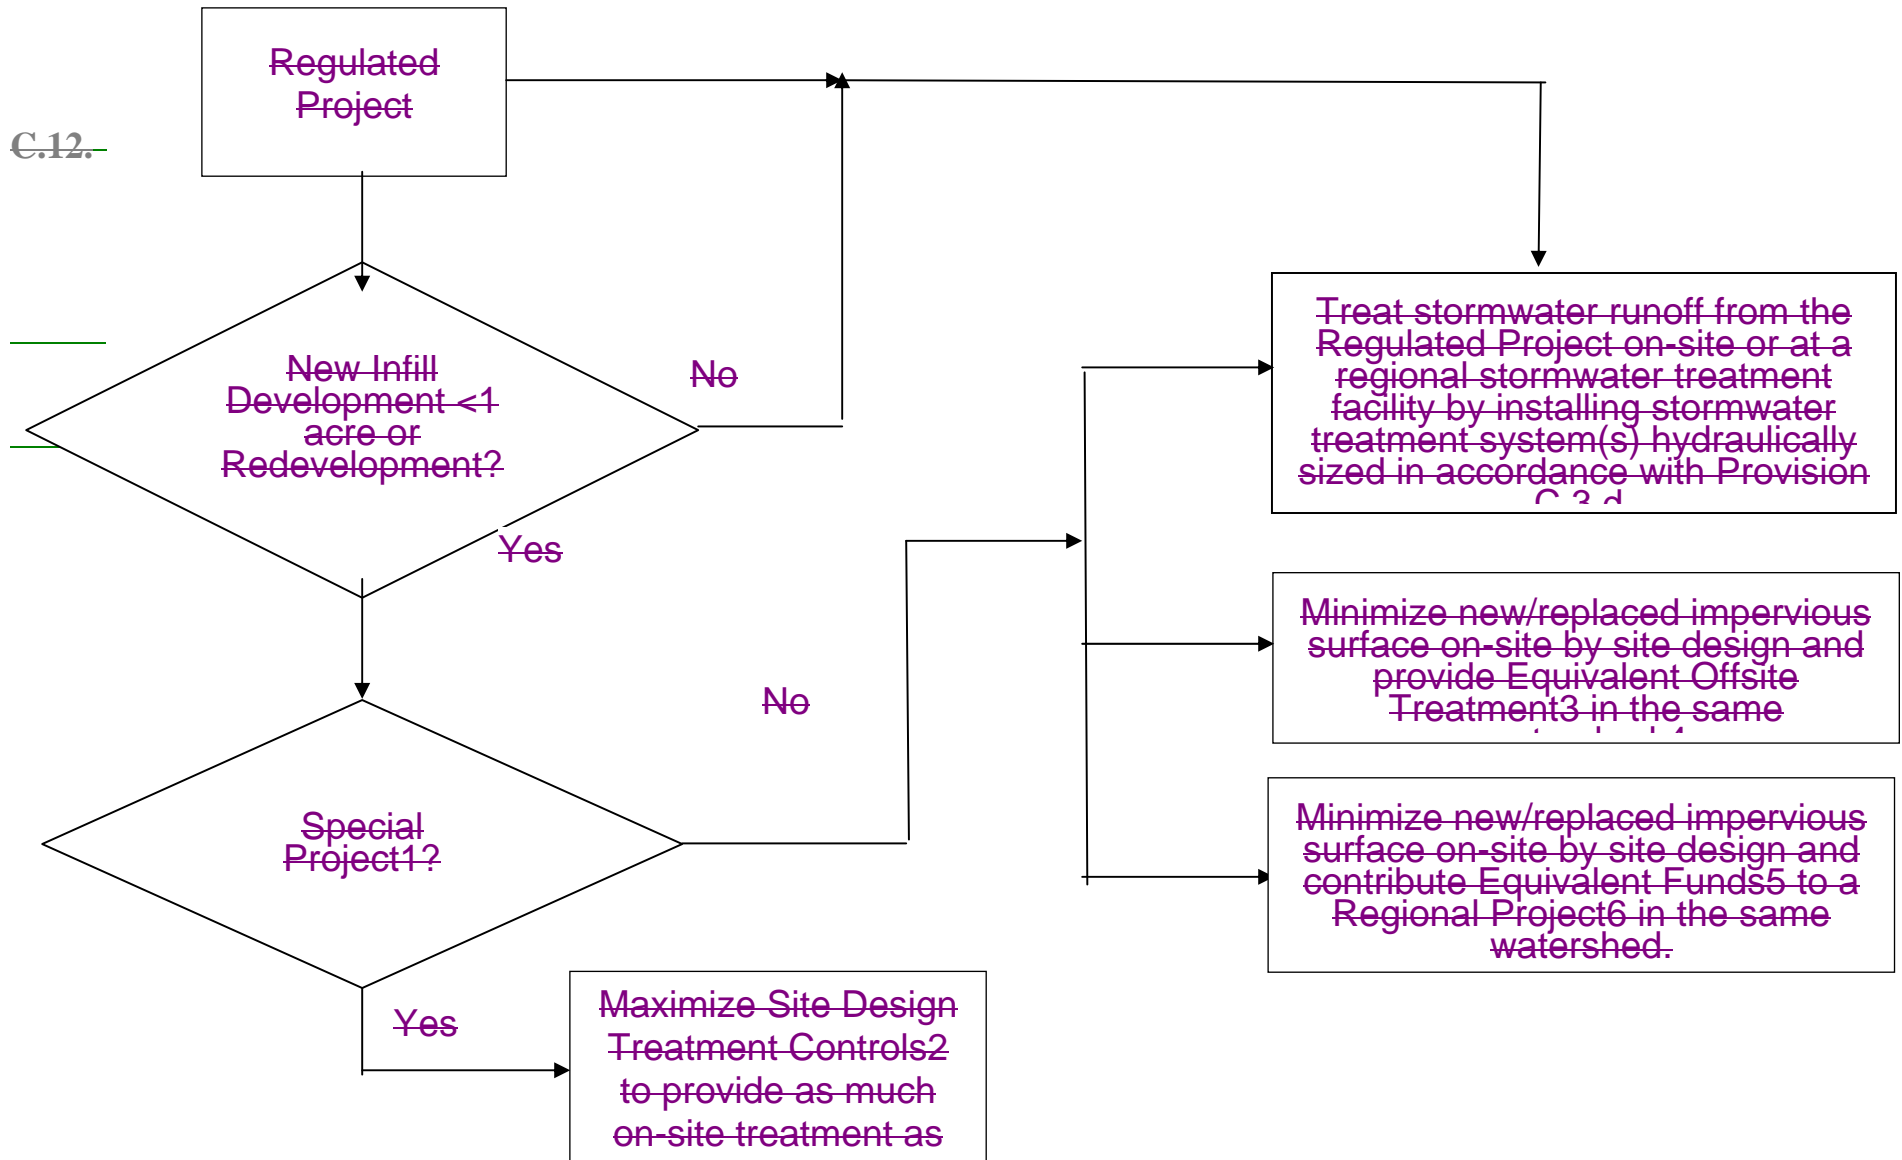 Regulated
Project
C.12.
New Infill
Development <1
acre or
Redevelopment?
No
Yes
Special
Project1?
No
Yes
Maximize Site Design
Treatment Controls2
to provide as much
on-site treatment as
Treat stormwater runoff from the
Regulated Project on-site or at a
regional stormwater treatment
facility by installing stormwater
treatment system(s) hydraulically
sized in accordance with Provision
C.3.d
Minimize new/replaced impervious
surface on-site by site design and
provide Equivalent Offsite
Treatment3 in the same
Minimize new/replaced impervious
surface on-site by site design and
contribute Equivalent Funds5 to a
Regional Project6 in the same
watershed.